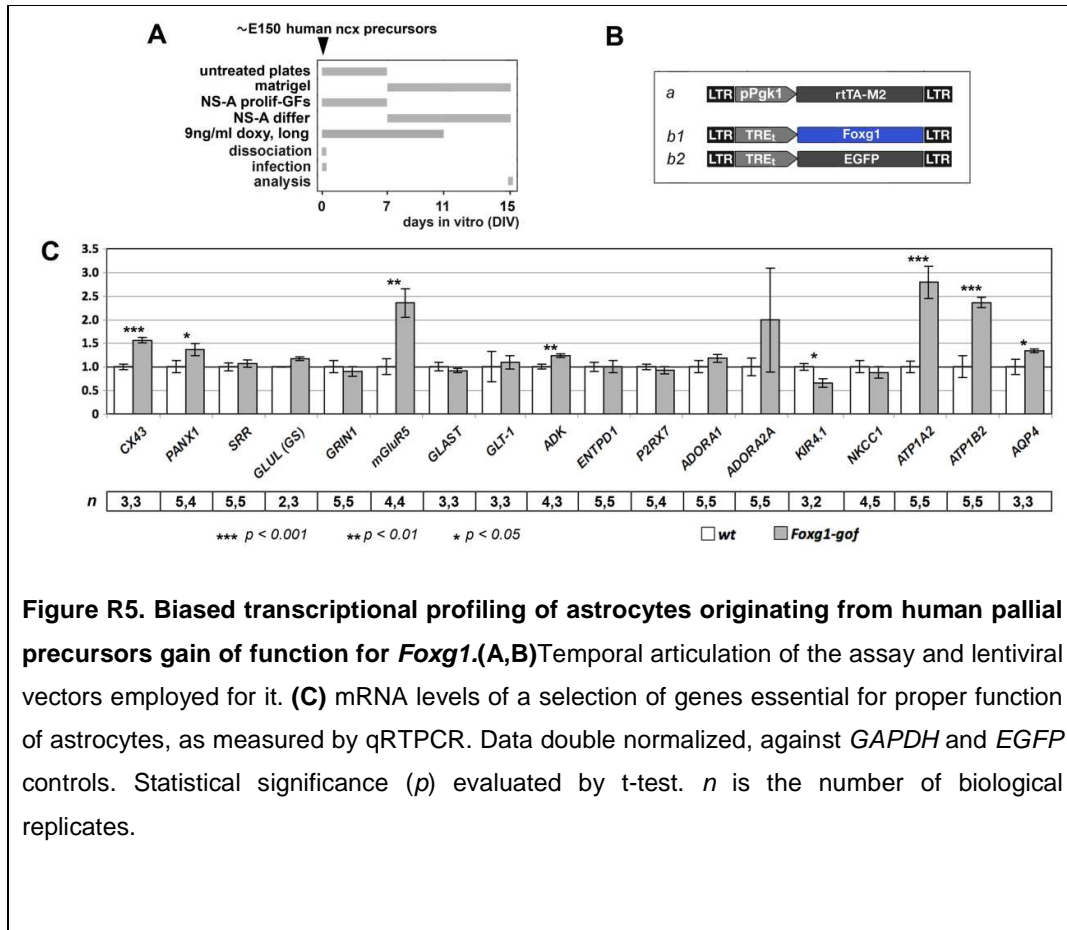 A
~E150 human ncx precursors
untreated plates
matrigel
NS-A prolif-GFs
NS-A differ
9ng/ml doxy, long
dissociation
infection
analysis
0 7 11 15
days in vitro (DIV)
B
a LTR pPgk1 rtTA-M2 LTR
b1 LTR TREt Foxg1 LTR
b2 LTR TREt EGFP LTR
C
3.5
3.0
2.5
2.0
1.5
1.0
0.5
0
*** * ** ** * *** *** *
CX43 PANX1 SRR GLUL (GS) GRIN1 mGluR5 GLAST GLT-1 ADK ENTPD1 P2RX7 ADORA1 ADORA2A KIR4.1 NKCC1 ATP1A2 ATP1B2 AQP4
n 3,3 5,4 5,5 2,3 5,5 4,4 3,3 3,3 4,3 5,5 5,4 5,5 5,5 3,2 4,5 5,5 5,5 3,3
*** p < 0.001 ** p < 0.01 * p < 0.05 wt Foxg1-gof
Figure R5. Biased transcriptional profiling of astrocytes originating from human pallial
precursors gain of function for Foxg1.(A,B)Temporal articulation of the assay and lentiviral
vectors employed for it. (C) mRNA levels of a selection of genes essential for proper function
of astrocytes, as measured by qRTPCR. Data double normalized, against GAPDH and EGFP
controls. Statistical significance (p) evaluated by t-test. n is the number of biological
replicates.